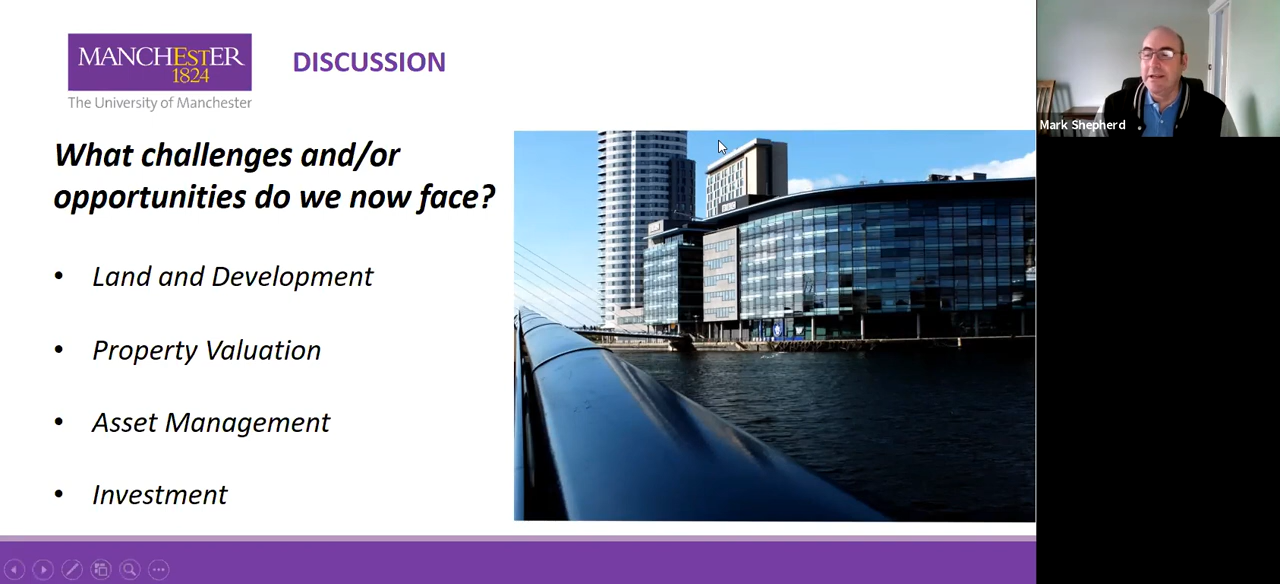 MANCHESTER
1824
The University of Manchester
DISCUSSION
What challenges and/or
opportunities do we now face?
• Land and Development
• Property Valuation
• Asset Management
• Investment
Mark Shepherd